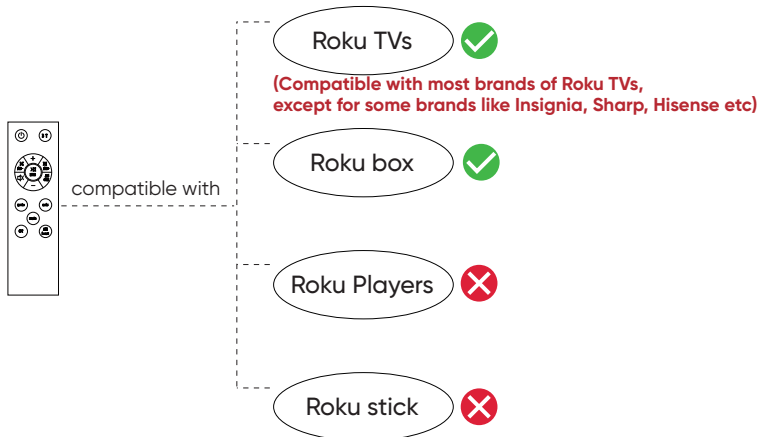 Roku TVs
(Compatible with most brands of Roku TVs,
except for some brands like Insignia, Sharp, Hisense etc)
Roku box
compatible with
Roku Players
Roku stick